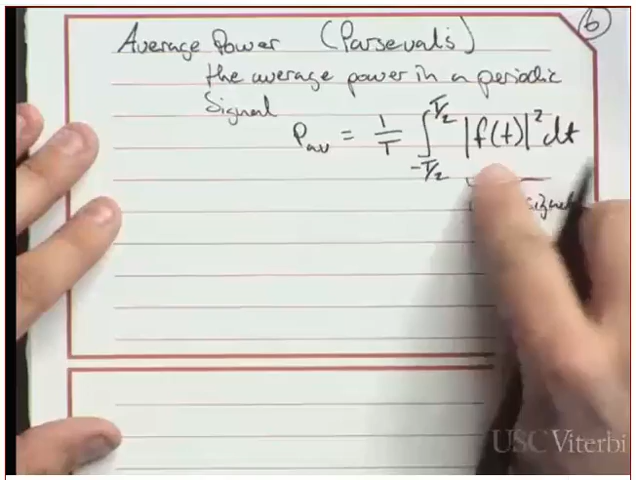 6
Average Power (Parseval's)
the average power in a periodic
Signal
Pav = 1/T ∫_{-T/2}^{T/2} |f(t)|² dt
USC Viterbi